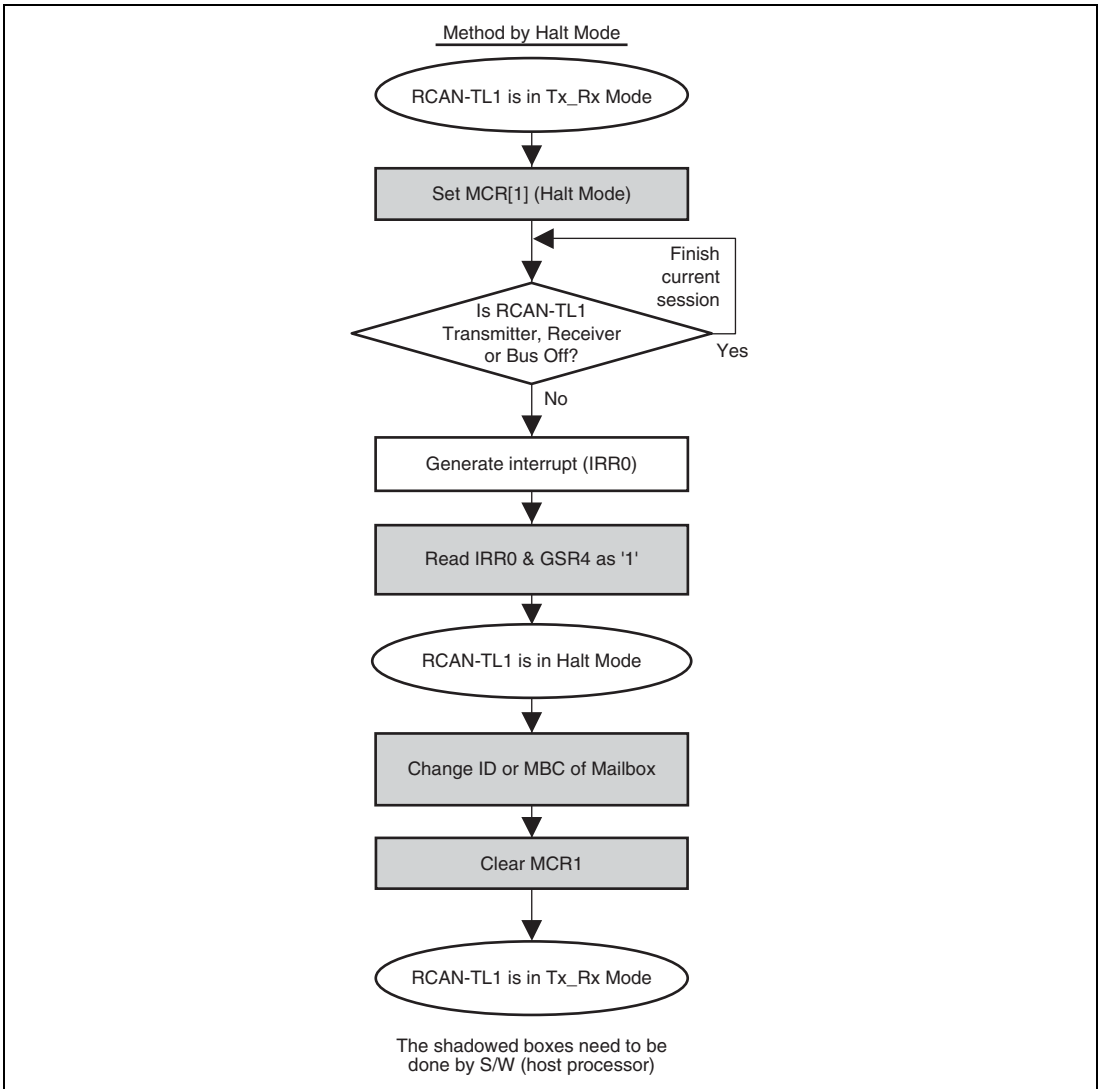 Method by Halt Mode
RCAN-TL1 is in Tx_Rx Mode
Set MCR[1] (Halt Mode)
Finish
current
session
Is RCAN-TL1
Transmitter, Receiver
or Bus Off?
Yes
No
Generate interrupt (IRR0)
Read IRR0 & GSR4 as '1'
RCAN-TL1 is in Halt Mode
Change ID or MBC of Mailbox
Clear MCR1
RCAN-TL1 is in Tx_Rx Mode
The shadowed boxes need to be
done by S/W (host processor)